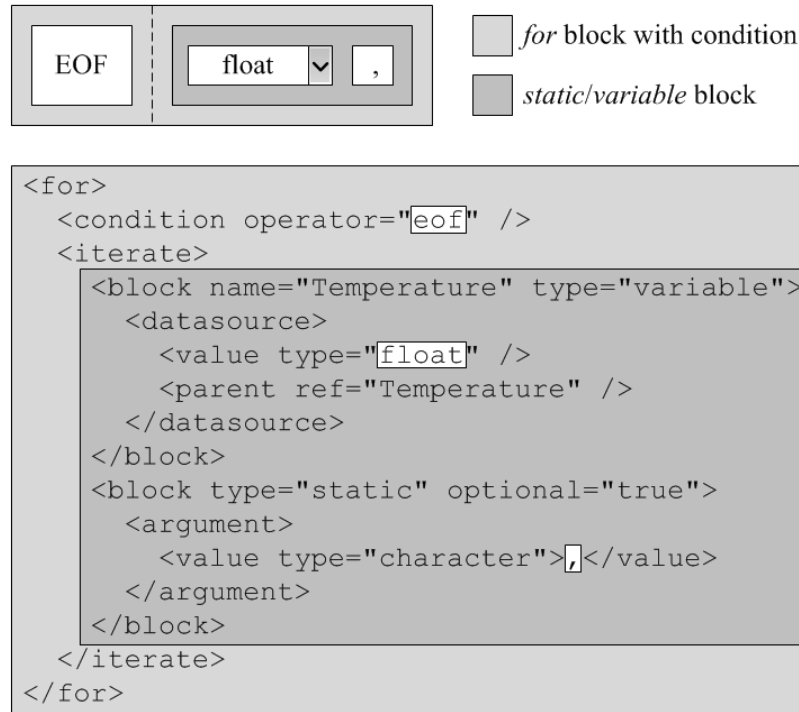 EOF
float
,
for block with condition
static/variable block
<for>
  <condition operator="eof" />
  <iterate>
    <block name="Temperature" type="variable">
      <datasource>
        <value type="float" />
        <parent ref="Temperature" />
      </datasource>
    </block>
    <block type="static" optional="true">
      <argument>
        <value type="character">,</value>
      </argument>
    </block>
  </iterate>
</for>